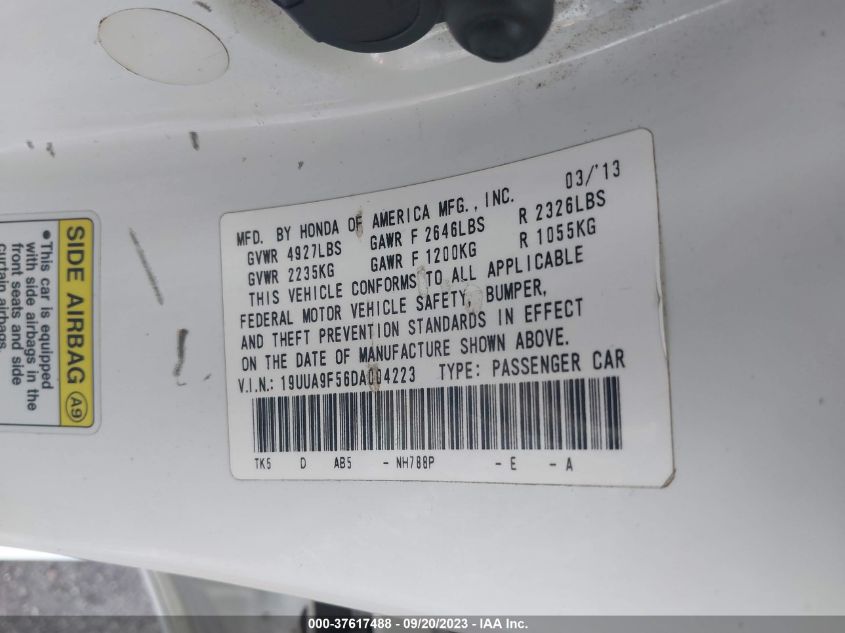 03/'13
MFD. BY HONDA OF AMERICA MFG., INC.
GVWR 4927LBS GAWR F 2646LBS R 2326LBS
GVWR 2235KG GAWR F 1200KG R 1055KG
THIS VEHICLE CONFORMS TO ALL APPLICABLE
FEDERAL MOTOR VEHICLE SAFETY, BUMPER,
AND THEFT PREVENTION STANDARDS IN EFFECT
ON THE DATE OF MANUFACTURE SHOWN ABOVE.
V.I.N.: 19UUA9F56DA004223 TYPE: PASSENGER CAR
TK5 D AB5 - NH788P - E - A
SIDE AIRBAG A9
•This car is equipped
with side airbags in the
front seats and side
curtain airbags.
000-37617488 - 09/20/2023 - IAA Inc.